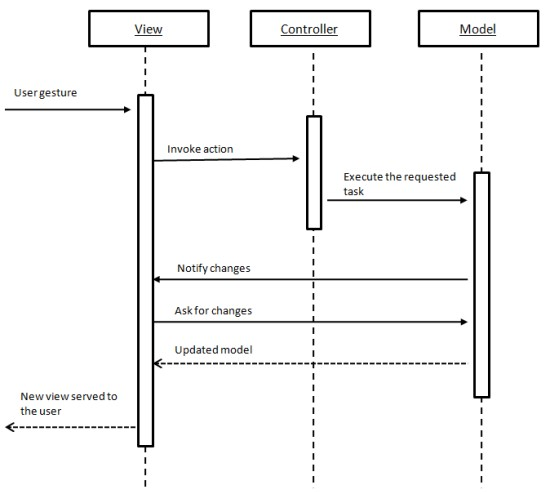 View
Controller
Model
User gesture
Invoke action
Execute the requested
task
Notify changes
Ask for changes
Updated model
New view served to
the user